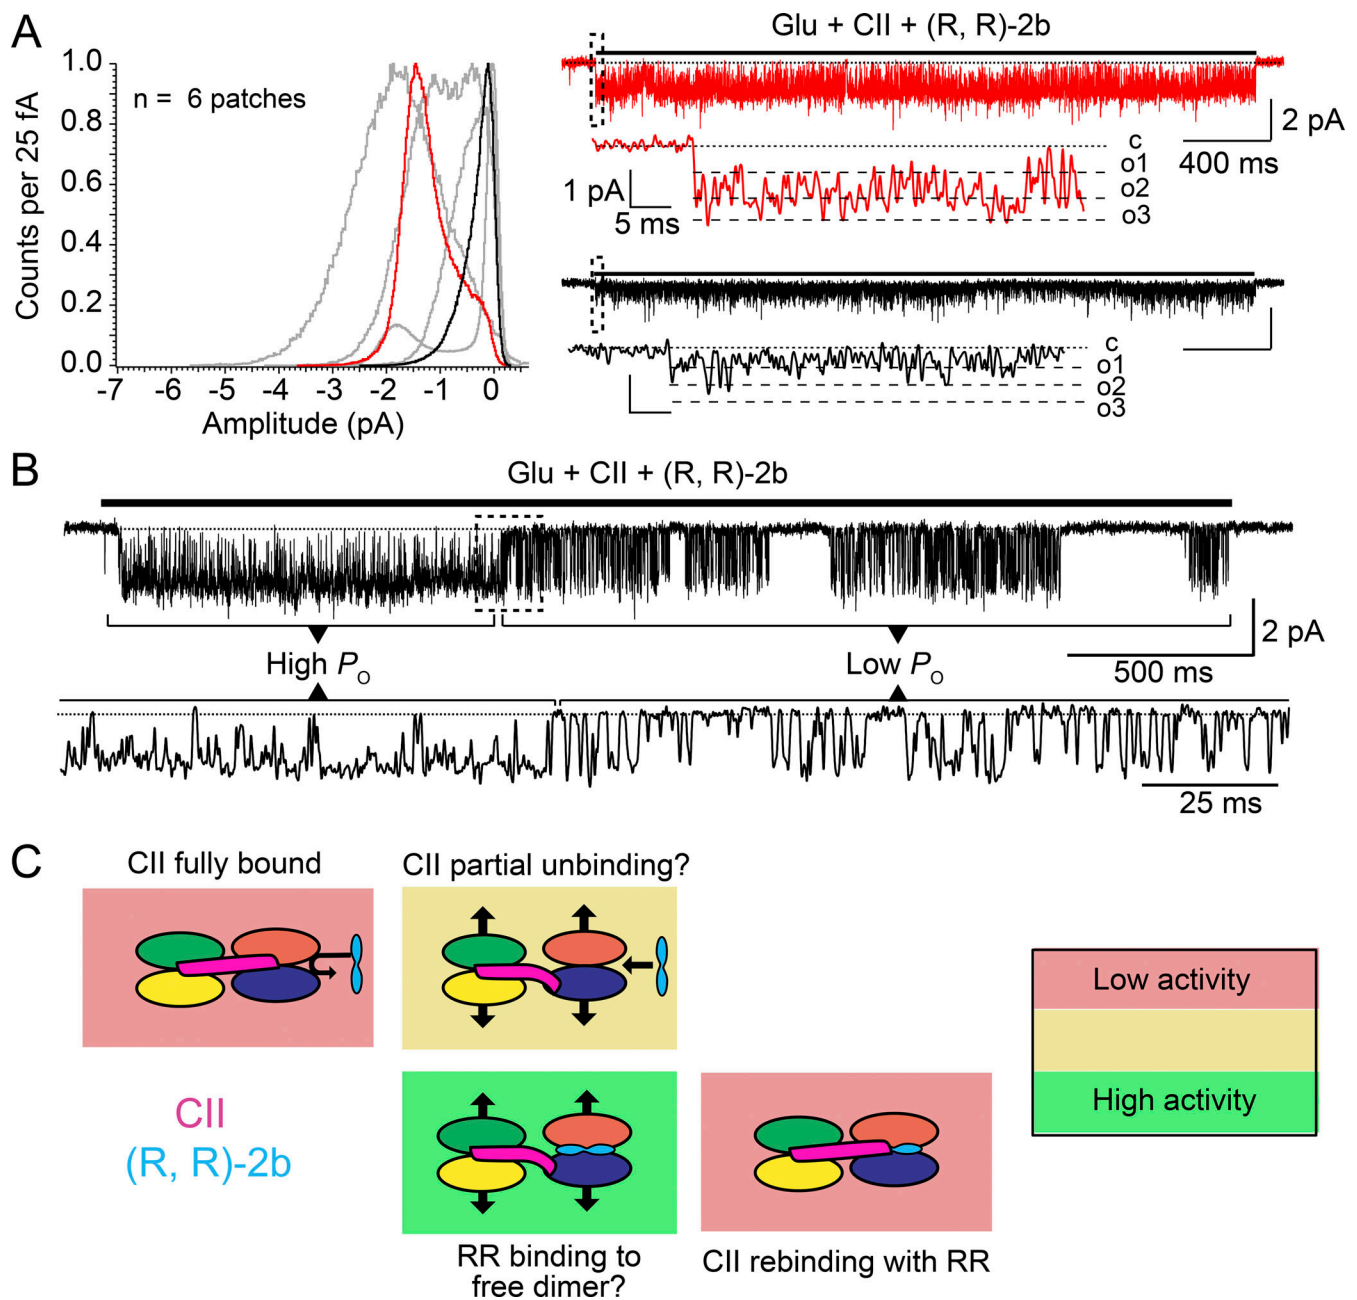 A
Counts per 25 fA
1.0
0.8
0.6
0.4
0.2
0.0
n = 6 patches
-7 -6 -5 -4 -3 -2 -1 0
Amplitude (pA)
Glu + CII + (R, R)-2b
2 pA
400 ms
c
o1
o2
o3
1 pA
5 ms
c
o1
o2
o3
B
Glu + CII + (R, R)-2b
2 pA
500 ms
High PO
Low PO
25 ms
C
CII fully bound
CII partial unbinding?
Low activity
High activity
CII
(R, R)-2b
RR binding to
free dimer?
CII rebinding with RR